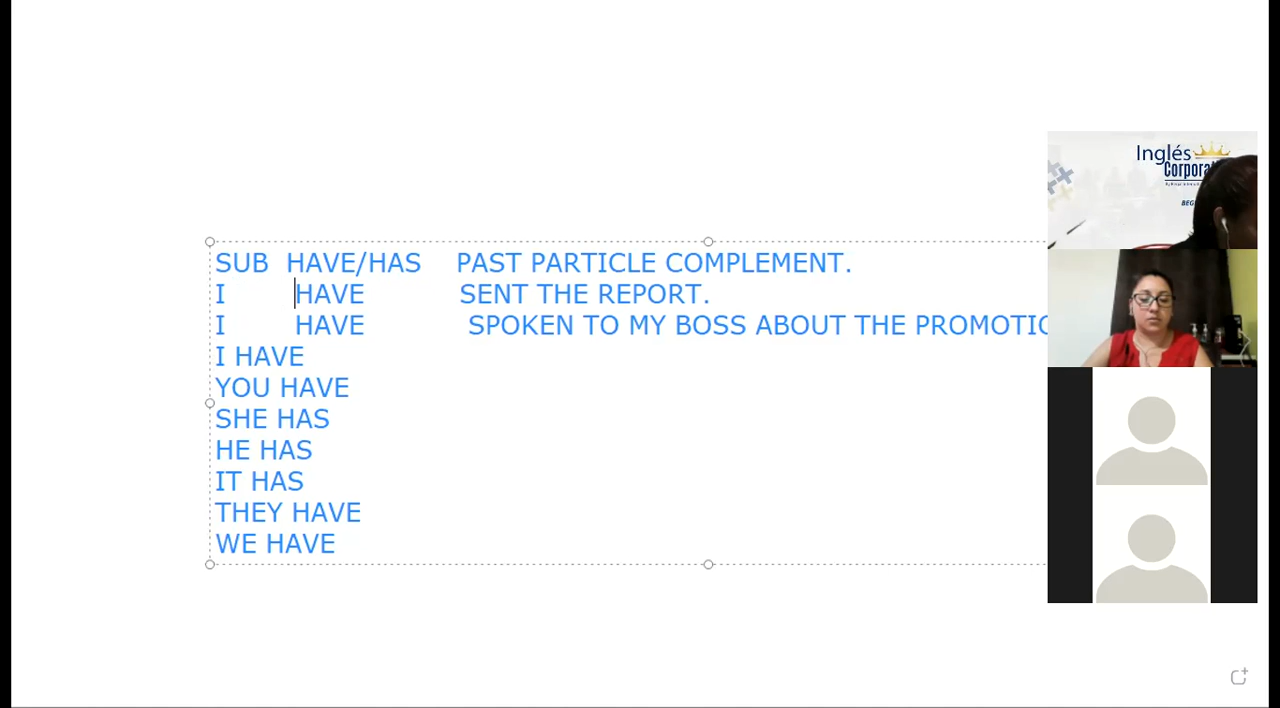 SUB HAVE/HAS PAST PARTICLE COMPLEMENT.
I HAVE SENT THE REPORT.
I HAVE SPOKEN TO MY BOSS ABOUT THE
I HAVE
YOU HAVE
SHE HAS
HE HAS
IT HAS
THEY HAVE
WE HAVE
Inglés